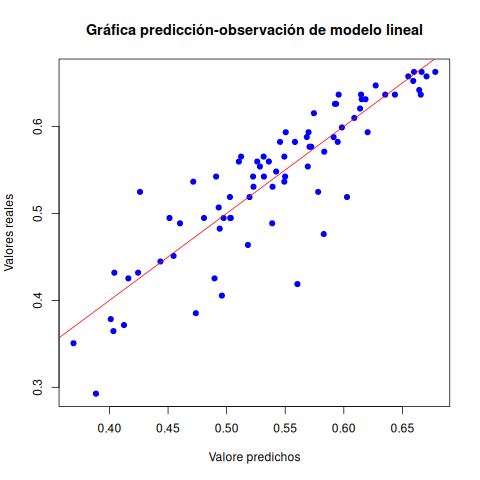 Gráfica predicción-observación de modelo lineal
Valores reales
0.6
0.5
0.4
0.3
0.40 0.45 0.50 0.55 0.60 0.65
Valore predichos